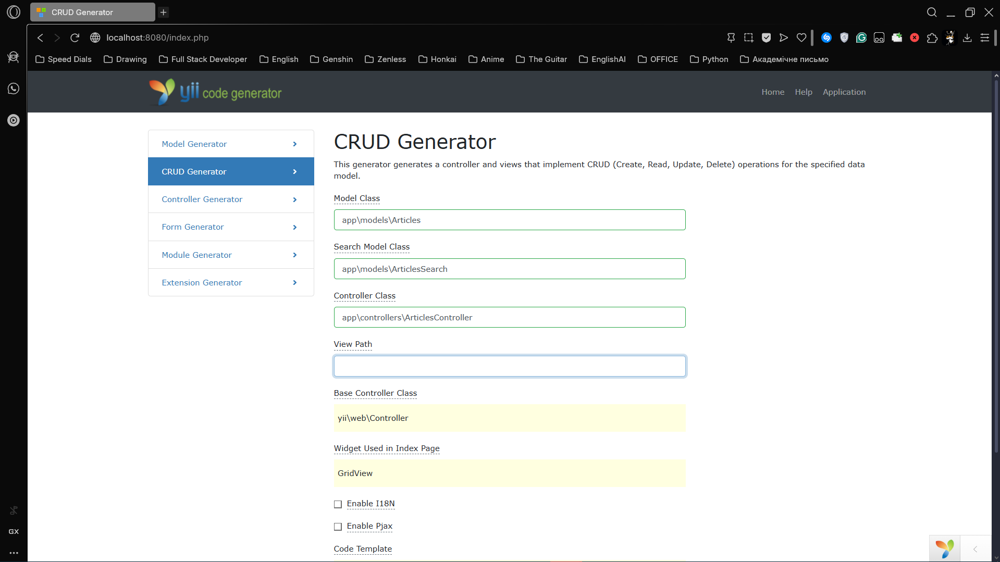 CRUD Generator
localhost:8080/index.php
Speed Dials
Drawing
Full Stack Developer
English
Genshin
Zenless
Honkai
Anime
The Guitar
EnglishAI
OFFICE
Python
Академічне письмо
yii code generator
Home
Help
Application
Model Generator
CRUD Generator
Controller Generator
Form Generator
Module Generator
Extension Generator
CRUD Generator
This generator generates a controller and views that implement CRUD (Create, Read, Update, Delete) operations for the specified data
model.
Model Class
app\models\Articles
Search Model Class
app\models\ArticlesSearch
Controller Class
app\controllers\ArticlesController
View Path
Base Controller Class
yii\web\Controller
Widget Used in Index Page
GridView
Enable I18N
Enable Pjax
Code Template
GX